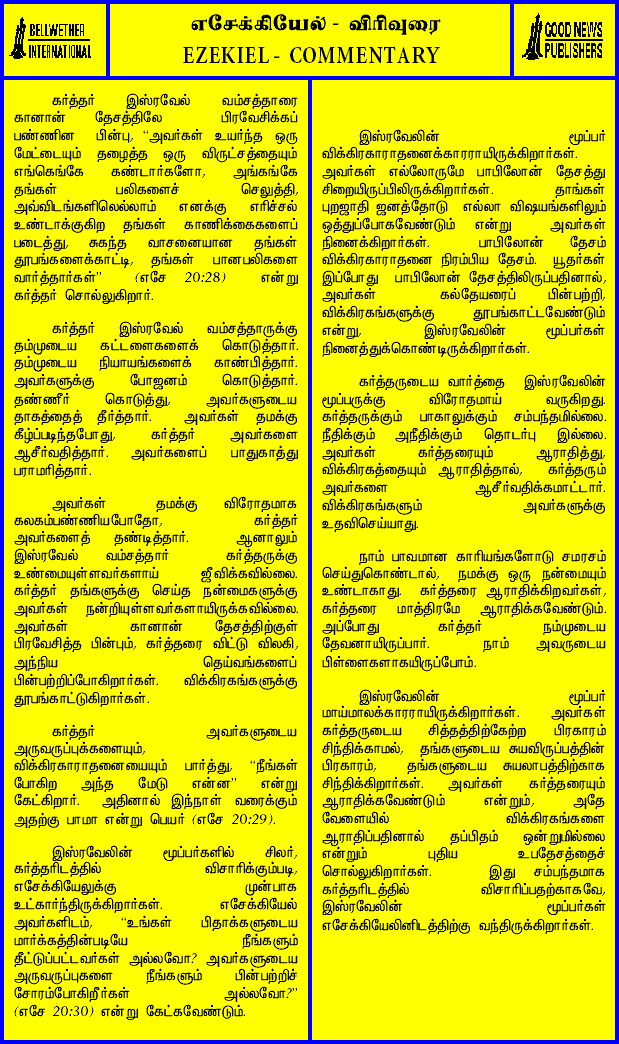 BELLWETHER
INTERNATIONAL
எசேக்கியேல் - விரிவுரை
EZEKIEL - COMMENTARY
GOOD NEWS
PUBLISHERS
கர்த்தர் இஸ்ரவேல் வம்சத்தாரை
கானான் தேசத்திலே பிரவேசிக்கப்
பண்ணின பின்பு, “அவர்கள் உயர்ந்த ஒரு
மேட்டையும் தழைத்த ஒரு விருட்சத்தையும்
எங்கெங்கே கண்டார்களோ, அங்கங்கே
தங்கள் பலிகளைச் செலுத்தி,
அவ்விடங்களிலெல்லாம் எனக்கு எரிச்சல்
உண்டாக்குகிற தங்கள் காணிக்கைகளைப்
படைத்து, சுகந்த வாசனையான தங்கள்
தூபங்களைக்காட்டி, தங்கள் பானபலிகளை
வார்த்தார்கள்” (எசே 20:28) என்று
கர்த்தர் சொல்லுகிறார்.
கர்த்தர் இஸ்ரவேல் வம்சத்தாருக்கு
தம்முடைய கட்டளைகளைக் கொடுத்தார்.
தம்முடைய நியாயங்களைக் காண்பித்தார்.
அவர்களுக்கு போஜனம் கொடுத்தார்.
தண்ணீர் கொடுத்து, அவர்களுடைய
தாகத்தைத் தீர்த்தார். அவர்கள் தமக்கு
கீழ்ப்படிந்தபோது, கர்த்தர் அவர்களை
ஆசீர்வதித்தார். அவர்களைப் பாதுகாத்து
பராமரித்தார்.
அவர்கள் தமக்கு விரோதமாக
கலகம்பண்ணியபோதோ, கர்த்தர்
அவர்களைத் தண்டித்தார். ஆனாலும்
இஸ்ரவேல் வம்சத்தார் கர்த்தருக்கு
உண்மையுள்ளவர்களாய் ஜீவிக்கவில்லை.
கர்த்தர் தங்களுக்கு செய்த நன்மைகளுக்கு
அவர்கள் நன்றியுள்ளவர்களாயிருக்கவில்லை.
அவர்கள் கானான் தேசத்திற்குள்
பிரவேசித்த பின்பும், கர்த்தரை விட்டு விலகி,
அந்நிய தெய்வங்களைப்
பின்பற்றிப்போகிறார்கள். விக்கிரகங்களுக்கு
தூபங்காட்டுகிறார்கள்.
கர்த்தர் அவர்களுடைய
அருவருப்புக்களையும்,
விக்கிரகாராதனையையும் பார்த்து, “நீங்கள்
போகிற அந்த மேடு என்ன” என்று
கேட்கிறார். அதினால் இந்நாள் வரைக்கும்
அதற்கு பாமா என்று பெயர் (எசே 20:29).
இஸ்ரவேலின் மூப்பர்களில் சிலர்,
கர்த்தரிடத்தில் விசாரிக்கும்படி,
எசேக்கியேலுக்கு முன்பாக
உட்கார்ந்திருக்கிறார்கள். எசேக்கியேல்
அவர்களிடம், “உங்கள் பிதாக்களுடைய
மார்க்கத்தின்படியே நீங்களும்
தீட்டுப்பட்டவர்கள் அல்லவோ? அவர்களுடைய
அருவருப்புகளை நீங்களும் பின்பற்றிச்
சோரம்போகிறீர்கள் அல்லவோ?”
(எசே 20:30) என்று கேட்கவேண்டும்.
இஸ்ரவேலின் மூப்பர்
விக்கிரகாராதனைக்காரராயிருக்கிறார்கள்.
அவர்கள் எல்லோருமே பாபிலோன் தேசத்து
சிறையிருப்பிலிருக்கிறார்கள். தாங்கள்
புறஜாதி ஜனத்தோடு எல்லா விஷயங்களிலும்
ஒத்துப்போகவேண்டும் என்று அவர்கள்
நினைக்கிறார்கள். பாபிலோன் தேசம்
விக்கிரகாராதனை நிரம்பிய தேசம். யூதர்கள்
இப்போது பாபிலோன் தேசத்திலிருப்பதினால்,
அவர்கள் கல்தேயரைப் பின்பற்றி,
விக்கிரகங்களுக்கு தூபங்காட்டவேண்டும்
என்று, இஸ்ரவேலின் மூப்பர்கள்
நினைத்துக்கொண்டிருக்கிறார்கள்.
கர்த்தருடைய வார்த்தை இஸ்ரவேலின்
மூப்பருக்கு விரோதமாய் வருகிறது.
கர்த்தருக்கும் பாகாலுக்கும் சம்பந்தமில்லை.
நீதிக்கும் அநீதிக்கும் தொடர்பு இல்லை.
அவர்கள் கர்த்தரையும் ஆராதித்து,
விக்கிரகத்தையும் ஆராதித்தால், கர்த்தரும்
அவர்களை ஆசீர்வதிக்கமாட்டார்.
விக்கிரகங்களும் அவர்களுக்கு
உதவிசெய்யாது.
நாம் பாவமான காரியங்களோடு சமரசம்
செய்துகொண்டால், நமக்கு ஒரு நன்மையும்
உண்டாகாது. கர்த்தரை ஆராதிக்கிறவர்கள்,
கர்த்தரை மாத்திரமே ஆராதிக்கவேண்டும்.
அப்போது கர்த்தர் நம்முடைய
தேவனாயிருப்பார். நாம் அவருடைய
பிள்ளைகளாகயிருப்போம்.
இஸ்ரவேலின் மூப்பர்
மாய்மாலக்காரராயிருக்கிறார்கள். அவர்கள்
கர்த்தருடைய சித்தத்திற்கேற்ற பிரகாரம்
சிந்திக்காமல், தங்களுடைய சுயவிருப்பத்தின்
பிரகாரம், தங்களுடைய சுயலாபத்திற்காக
சிந்திக்கிறார்கள். அவர்கள் கர்த்தரையும்
ஆராதிக்கவேண்டும் என்றும், அதே
வேளையில் விக்கிரகங்களை
ஆராதிப்பதினால் தப்பிதம் ஒன்றுமில்லை
என்றும் புதிய உபதேசத்தைச்
சொல்லுகிறார்கள். இது சம்பந்தமாக
கர்த்தரிடத்தில் விசாரிப்பதற்காகவே,
இஸ்ரவேலின் மூப்பர்கள்
எசேக்கியேலினிடத்திற்கு வந்திருக்கிறார்கள்.